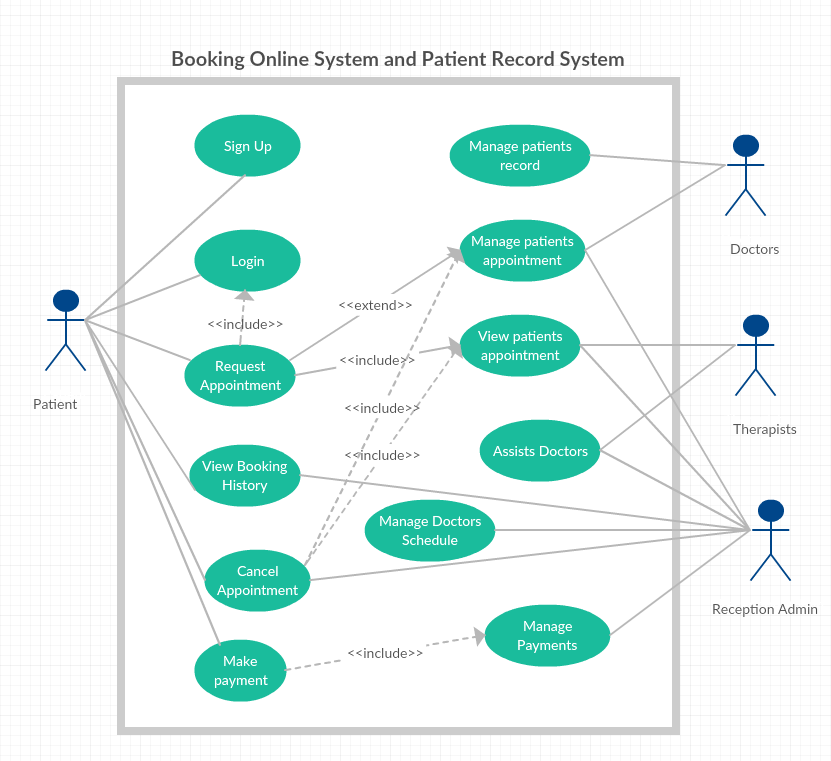 Booking Online System and Patient Record System
Sign Up
Manage patients
record
Doctors
Login
Manage patients
appointment
<<extend>>
<<include>>
Patient
Request
Appointment
<<include>>
View patients
appointment
Therapists
<<include>>
<<include>>
View Booking
History
Assists Doctors
Manage Doctors
Schedule
Cancel
Appointment
Reception Admin
Make
payment
<<include>>
Manage
Payments